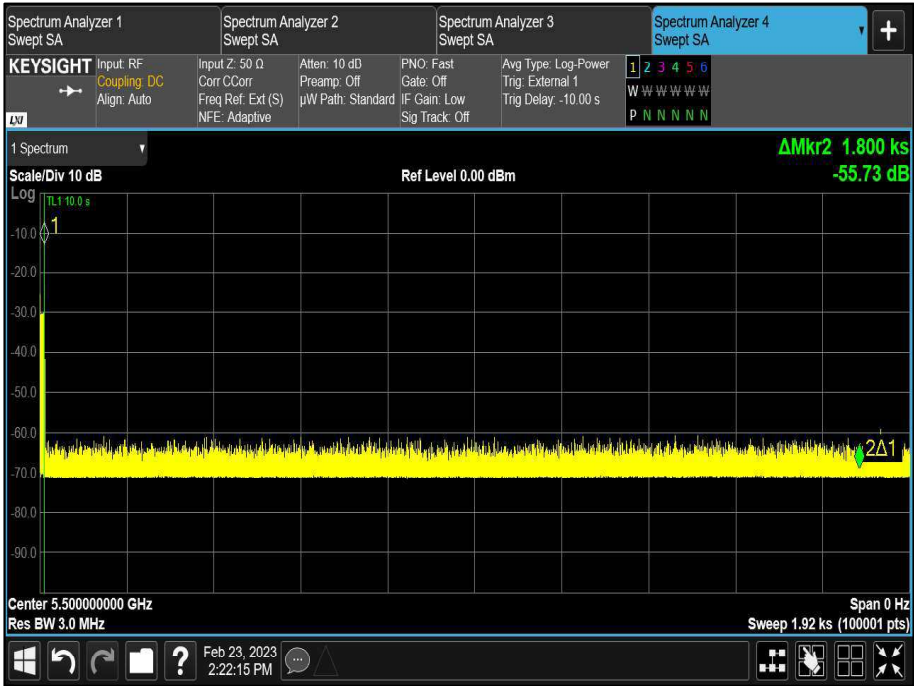 Spectrum Analyzer 1
Swept SA
Spectrum Analyzer 2
Swept SA
Spectrum Analyzer 3
Swept SA
Spectrum Analyzer 4
Swept SA
+
KEYSIGHT
LXI
Input: RF
Coupling: DC
Align: Auto
Input Z: 50 Ω
Corr CCorr
Freq Ref: Ext (S)
NFE: Adaptive
Atten: 10 dB
Preamp: Off
µW Path: Standard
PNO: Fast
Gate: Off
IF Gain: Low
Sig Track: Off
Avg Type: Log-Power
Trig: External 1
Trig Delay: -10.00 s
1 2 3 4 5 6
W W W W W W
P N N N N N
1 Spectrum
ΔMkr2 1.800 ks
Scale/Div 10 dB
Ref Level 0.00 dBm
-55.73 dB
Log
TL1 10.0 s
1
-10.0
-20.0
-30.0
-40.0
-50.0
-60.0
2Δ1
-70.0
-80.0
-90.0
Center 5.500000000 GHz
Span 0 Hz
Res BW 3.0 MHz
Sweep 1.92 ks (100001 pts)
?
Feb 23, 2023
2:22:15 PM